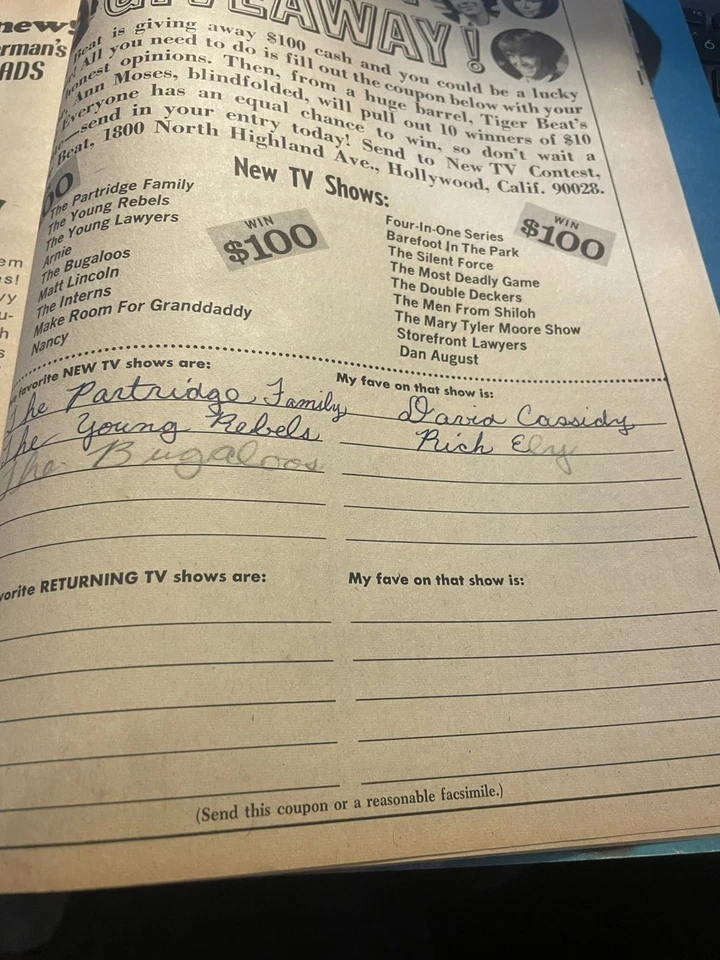 new!
GIVEAWAY!
rman's
ADS
Beat is giving away $100 cash and you could be a lucky
All you need to do is fill out the coupon below with your
honest opinions. Then, from a huge barrel, Tiger Beat's
Ann Moses, blindfolded, will pull out 10 winners of $10
Everyone has an equal chance to win, so don't wait a
—send in your entry today! Send to New TV Contest,
Beat, 1800 North Highland Ave., Hollywood, Calif. 90028.
New TV Shows:
The Partridge Family
The Young Rebels
The Young Lawyers
Arnie
The Bugaloos
Matt Lincoln
The Interns
Make Room For Granddaddy
Nancy
WIN
$100
Four-In-One Series
Barefoot In The Park
The Silent Force
The Most Deadly Game
The Double Deckers
The Men From Shiloh
The Mary Tyler Moore Show
Storefront Lawyers
Dan August
WIN
$100
favorite NEW TV shows are:
My fave on that show is:
The Partridge Family
David Cassidy
The Young Rebels
Rich Ely
The Bugaloos
vorite RETURNING TV shows are:
My fave on that show is:
(Send this coupon or a reasonable facsimile.)